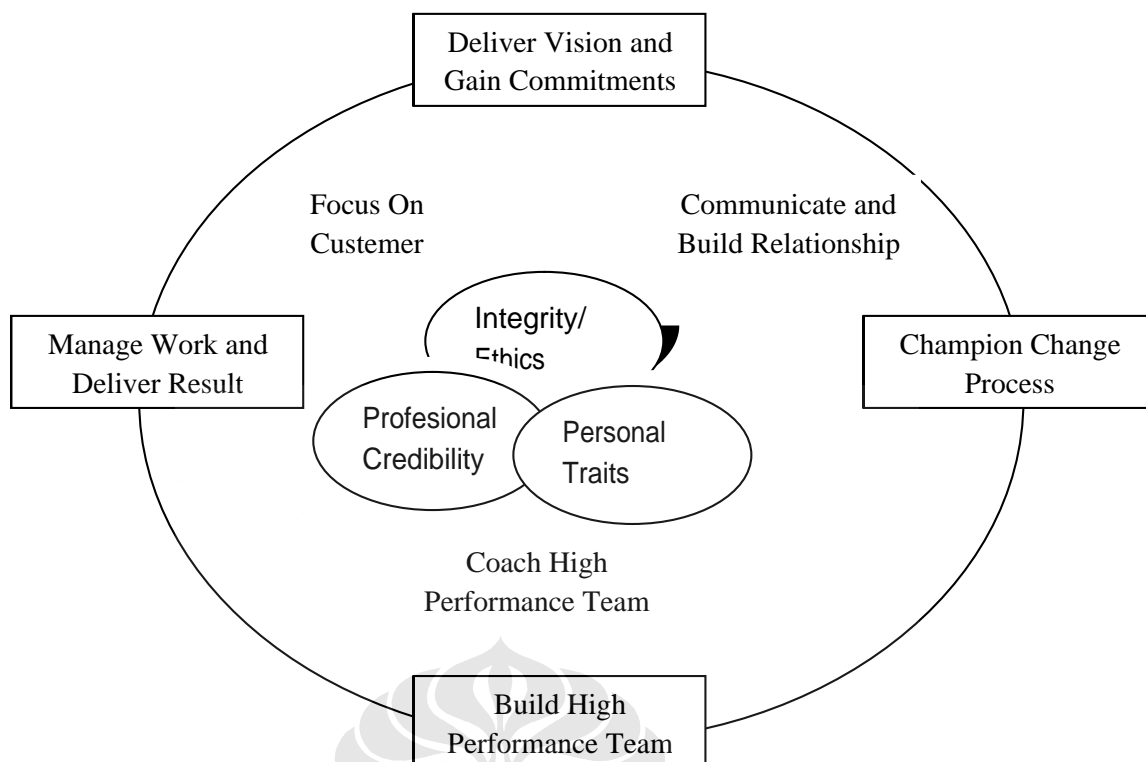 Deliver Vision and
Gain Commitments
Focus On
Custemer
Communicate and
Build Relationship
Integrity/
Ethics
Manage Work and
Deliver Result
Champion Change
Process
Profesional
Credibility
Personal
Traits
Coach High
Performance Team
Build High
Performance Team